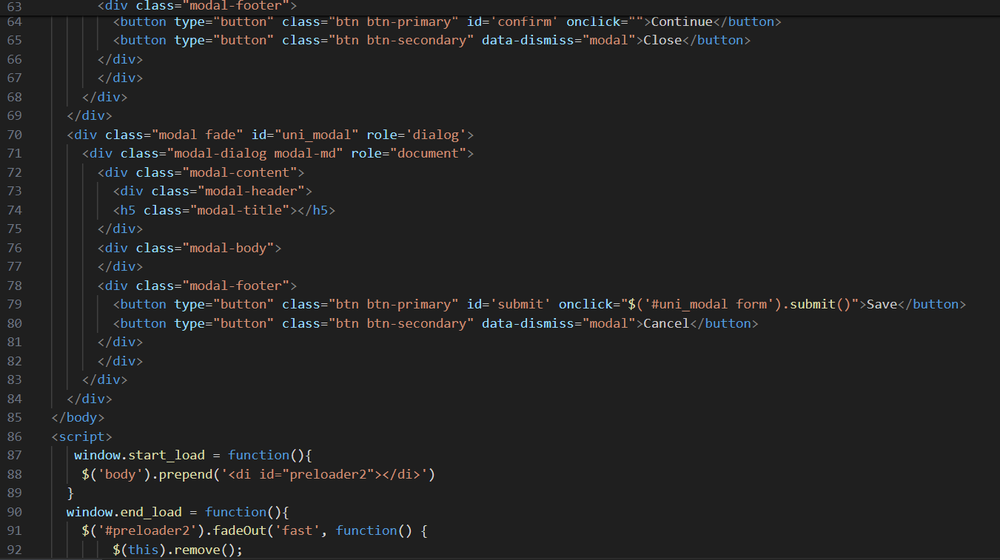 63 <div class="modal-footer">
64 <button type="button" class="btn btn-primary" id='confirm' onclick="">Continue</button>
65 <button type="button" class="btn btn-secondary" data-dismiss="modal">Close</button>
66 </div>
67 </div>
68 </div>
69 </div>
70 <div class="modal fade" id="uni_modal" role='dialog'>
71 <div class="modal-dialog modal-md" role="document">
72 <div class="modal-content">
73 <div class="modal-header">
74 <h5 class="modal-title"></h5>
75 </div>
76 <div class="modal-body">
77 </div>
78 <div class="modal-footer">
79 <button type="button" class="btn btn-primary" id='submit' onclick="$('#uni_modal form').submit()">Save</button>
80 <button type="button" class="btn btn-secondary" data-dismiss="modal">Cancel</button>
81 </div>
82 </div>
83 </div>
84 </div>
85 </body>
86 <script>
87 window.start_load = function(){
88 $('body').prepend('<di id="preloader2"></di>')
89 }
90 window.end_load = function(){
91 $('#preloader2').fadeOut('fast', function() {
92 $(this).remove();